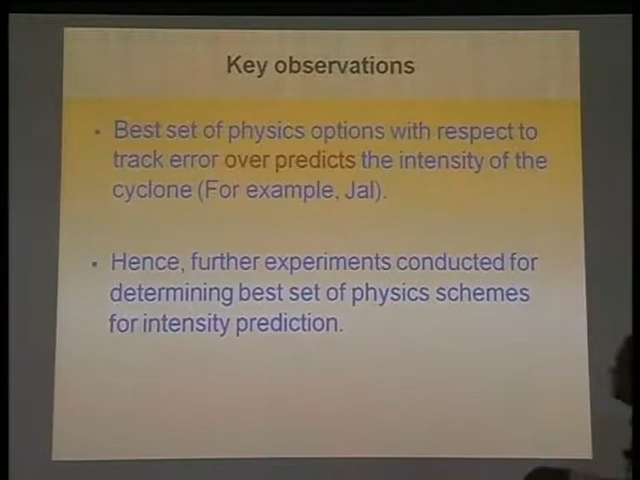 Key observations
• Best set of physics options with respect to
track error over predicts the intensity of the
cyclone (For example, Jal).
• Hence, further experiments conducted for
determining best set of physics schemes
for intensity prediction.